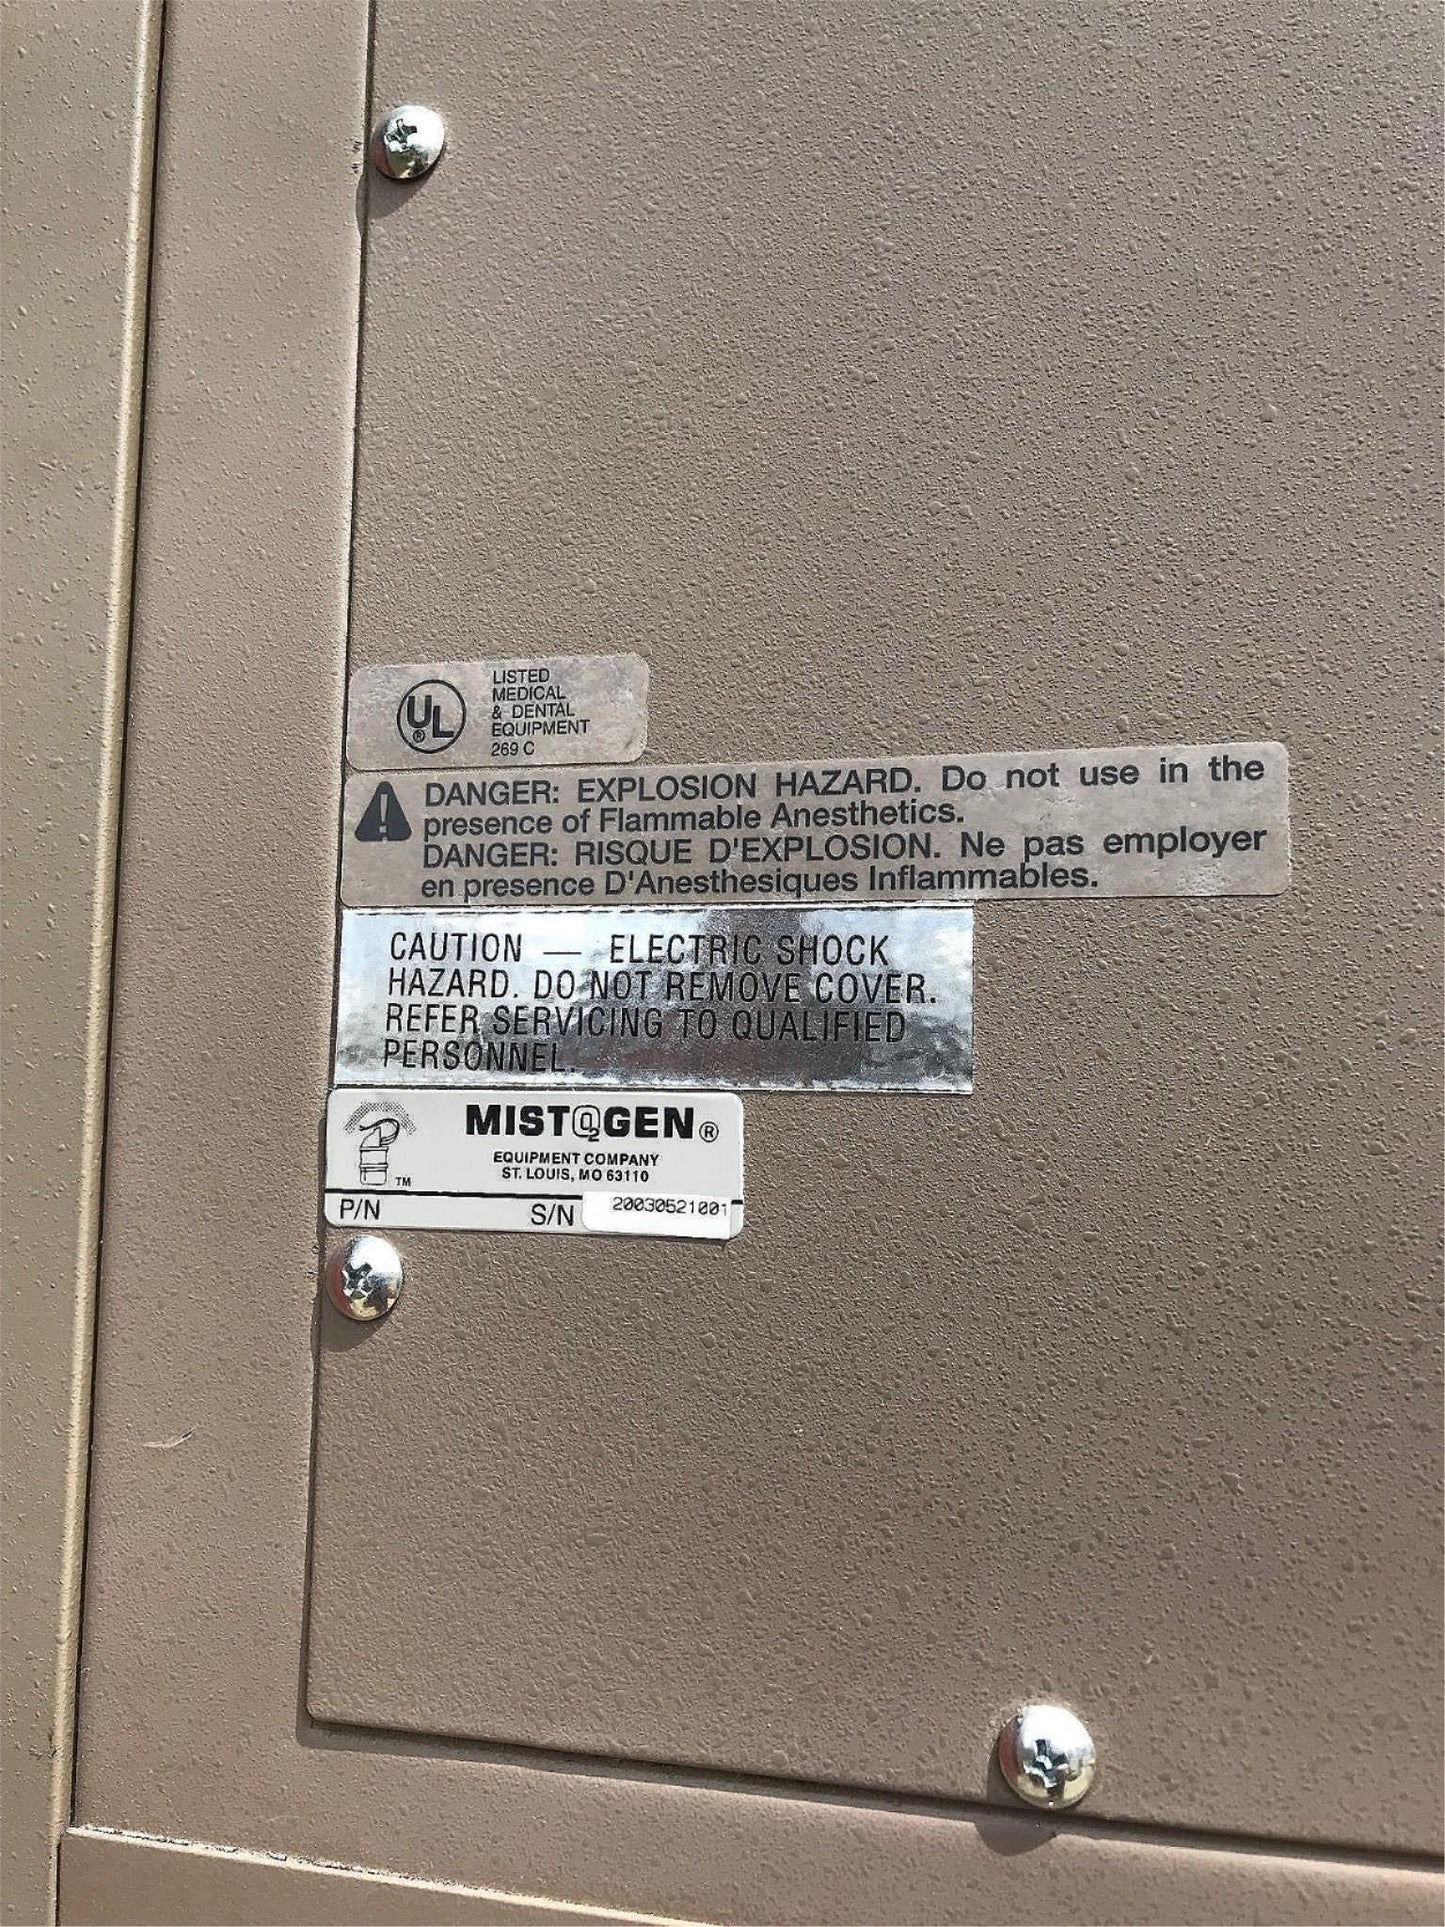 UL ®
LISTED
MEDICAL
& DENTAL
EQUIPMENT
269 C
DANGER: EXPLOSION HAZARD. Do not use in the
presence of Flammable Anesthetics.
DANGER: RISQUE D'EXPLOSION. Ne pas employer
en presence D'Anesthesiques Inflammables.
CAUTION — ELECTRIC SHOCK
HAZARD. DO NOT REMOVE COVER.
REFER SERVICING TO QUALIFIED
PERSONNEL.
MISTO2GEN®
EQUIPMENT COMPANY
ST. LOUIS, MO 63110
TM
P/N S/N 20030521001